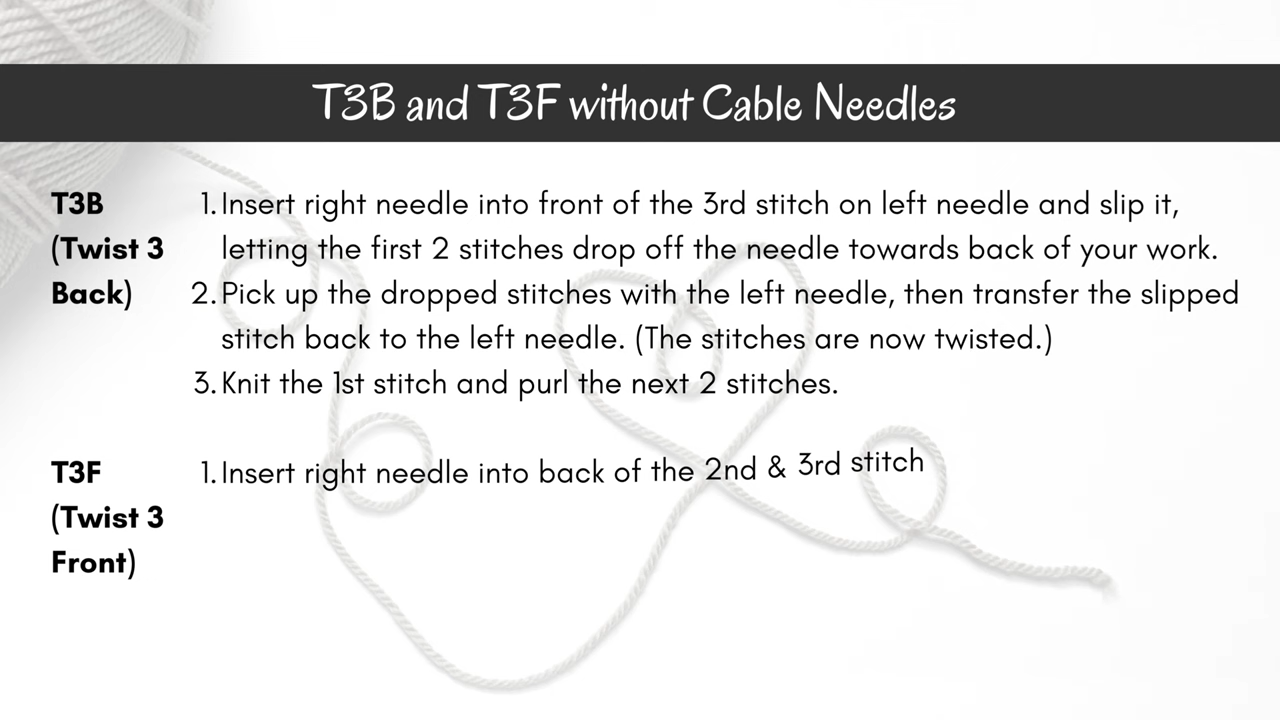 T3B and T3F without Cable Needles
T3B
(Twist 3
Back)
1. Insert right needle into front of the 3rd stitch on left needle and slip it,
letting the first 2 stitches drop off the needle towards back of your work.
2. Pick up the dropped stitches with the left needle, then transfer the slipped
stitch back to the left needle. (The stitches are now twisted.)
3. Knit the 1st stitch and purl the next 2 stitches.
T3F
(Twist 3
Front)
1. Insert right needle into back of the 2nd & 3rd stitch